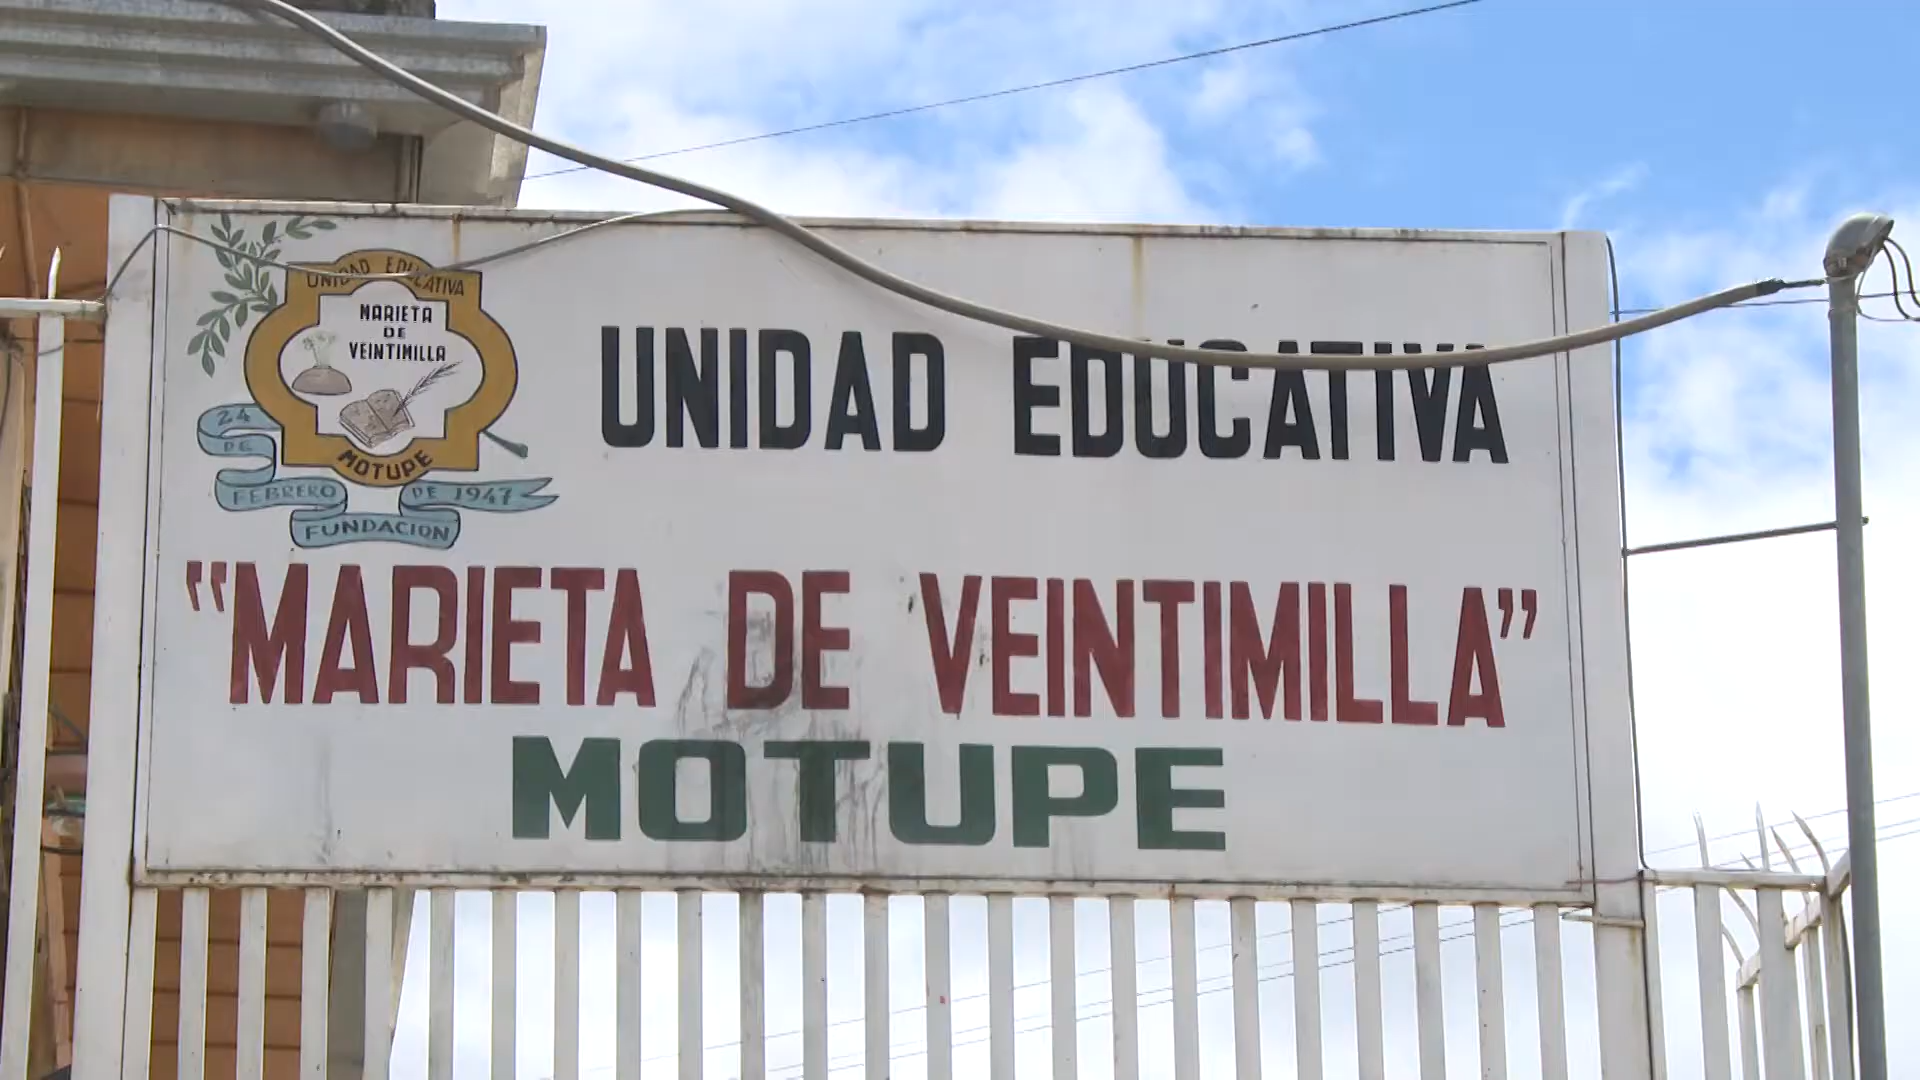 UNIDAD EDUCATIVA
MARIETA
DE
VEINTIMILLA
MOTUPE
24
DE
FEBRERO DE 1947
FUNDACION
UNIDAD EDUCATIVA
"MARIETA DE VEINTIMILLA"
MOTUPE